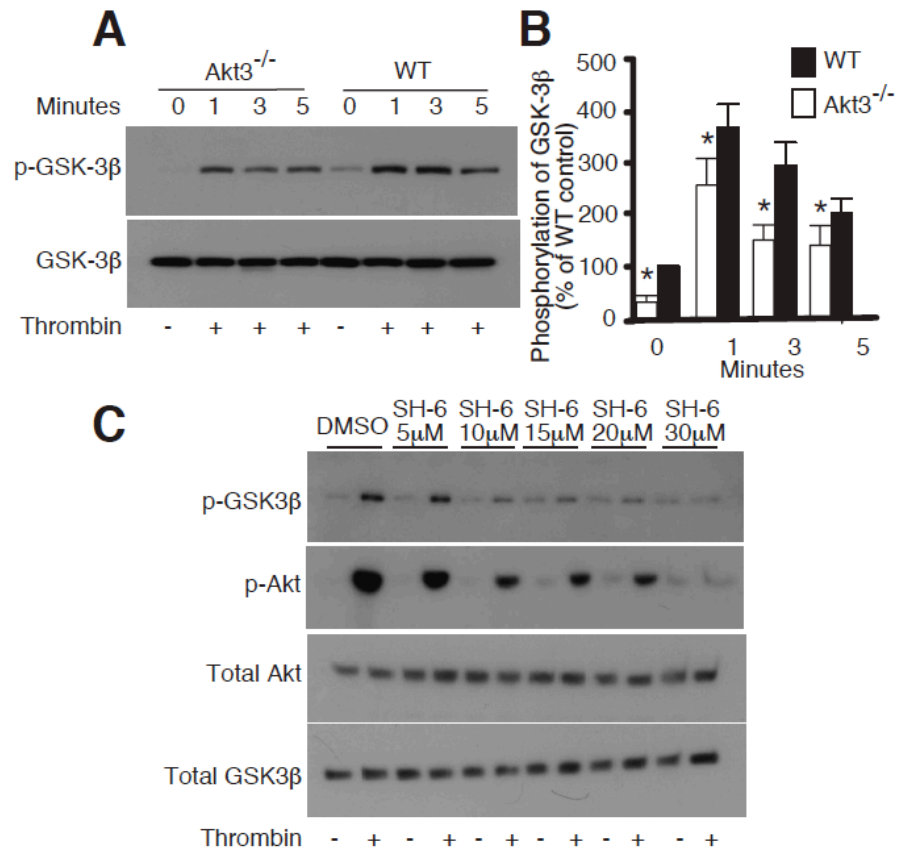 A
Akt3-/- WT
Minutes 0 1 3 5 0 1 3 5
p-GSK-3β
GSK-3β
Thrombin - + + + - + + +
B
Phosphorylation of GSK-3β
(% of WT control)
500
400
300
200
100
0
WT
Akt3-/-
* * * *
0 1 3 5
Minutes
C
SH-6 SH-6 SH-6 SH-6 SH-6
DMSO 5μM 10μM 15μM 20μM 30μM
p-GSK3β
p-Akt
Total Akt
Total GSK3β
Thrombin - + - + - + - + - + - +